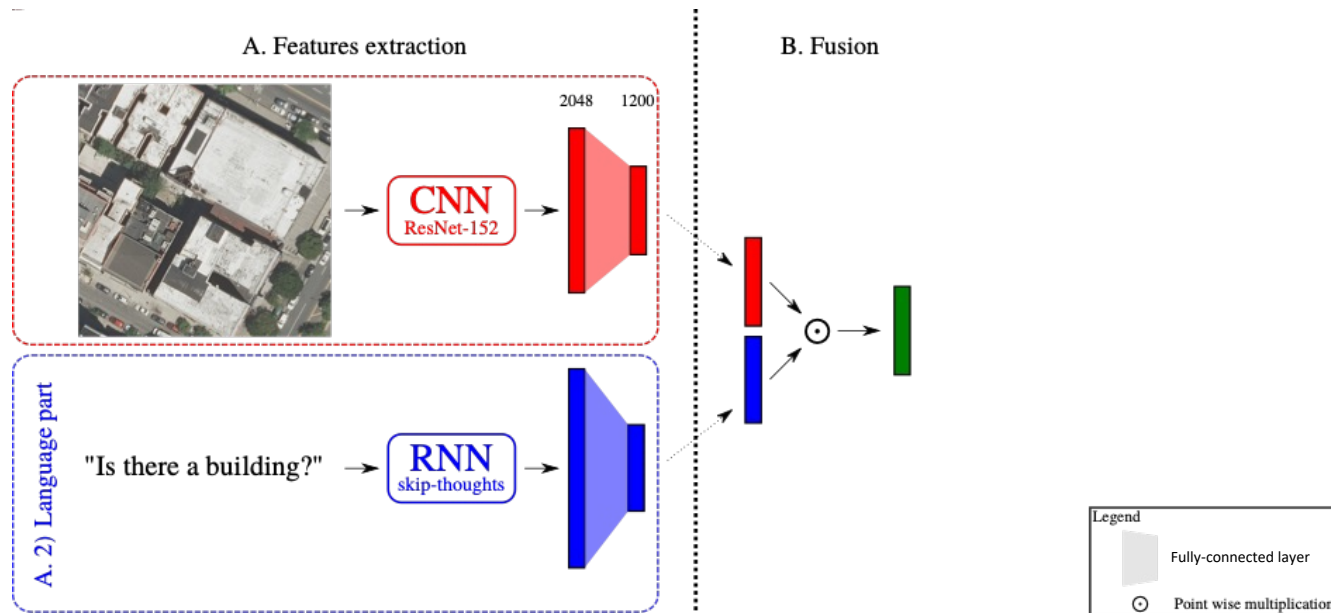 A. Features extraction
B. Fusion
2048
1200
CNN
ResNet-152
A. 2) Language part
"Is there a building?"
RNN
skip-thoughts
Legend
Fully-connected layer
Point wise multiplication